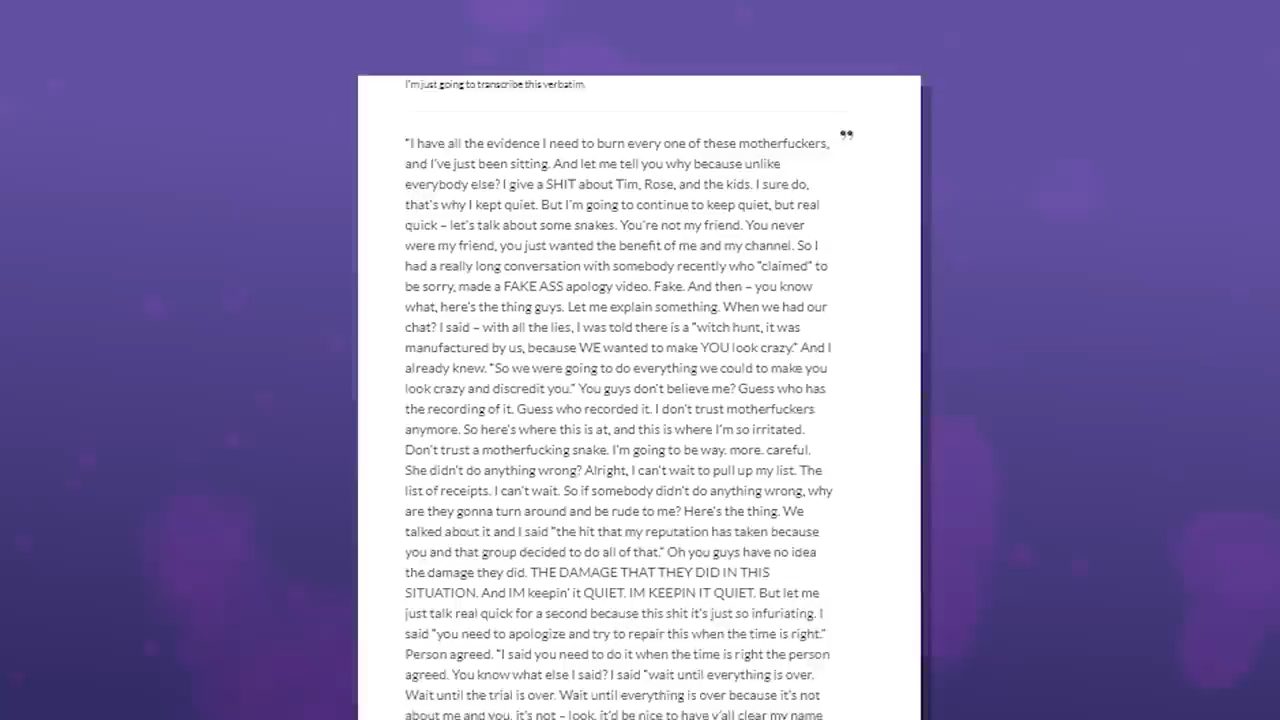 I'm just going to transcribe this verbatim.
”
"I have all the evidence I need to burn every one of these motherfuckers,
and I've just been sitting. And let me tell you why because unlike
everybody else? I give a SHIT about Tim, Rose, and the kids. I sure do,
that's why I kept quiet. But I'm going to continue to keep quiet, but real
quick – let's talk about some snakes. You're not my friend. You never
were my friend, you just wanted the benefit of me and my channel. So I
had a really long conversation with somebody recently who "claimed" to
be sorry, made a FAKE ASS apology video. Fake. And then – you know
what, here's the thing guys. Let me explain something. When we had our
chat? I said – with all the lies, I was told there is a "witch hunt, it was
manufactured by us, because WE wanted to make YOU look crazy." And I
already knew. "So we were going to do everything we could to make you
look crazy and discredit you." You guys don't believe me? Guess who has
the recording of it. Guess who recorded it. I don't trust motherfuckers
anymore. So here's where this is at, and this is where I'm so irritated.
Don't trust a motherfucking snake. I'm going to be way. more. careful.
She didn't do anything wrong? Alright, I can't wait to pull up my list. The
list of receipts. I can't wait. So if somebody didn't do anything wrong, why
are they gonna turn around and be rude to me? Here's the thing. We
talked about it and I said "the hit that my reputation has taken because
you and that group decided to do all of that." Oh you guys have no idea
the damage they did. THE DAMAGE THAT THEY DID IN THIS
SITUATION. And IM keepin' it QUIET. IM KEEPIN IT QUIET. But let me
just talk real quick for a second because this shit it's just so infuriating. I
said "you need to apologize and try to repair this when the time is right."
Person agreed. "I said you need to do it when the time is right the person
agreed. You know what else I said? I said "wait until everything is over.
Wait until the trial is over. Wait until everything is over because it's not
about me and you, it's not – look, it'd be nice to have y'all clear my name